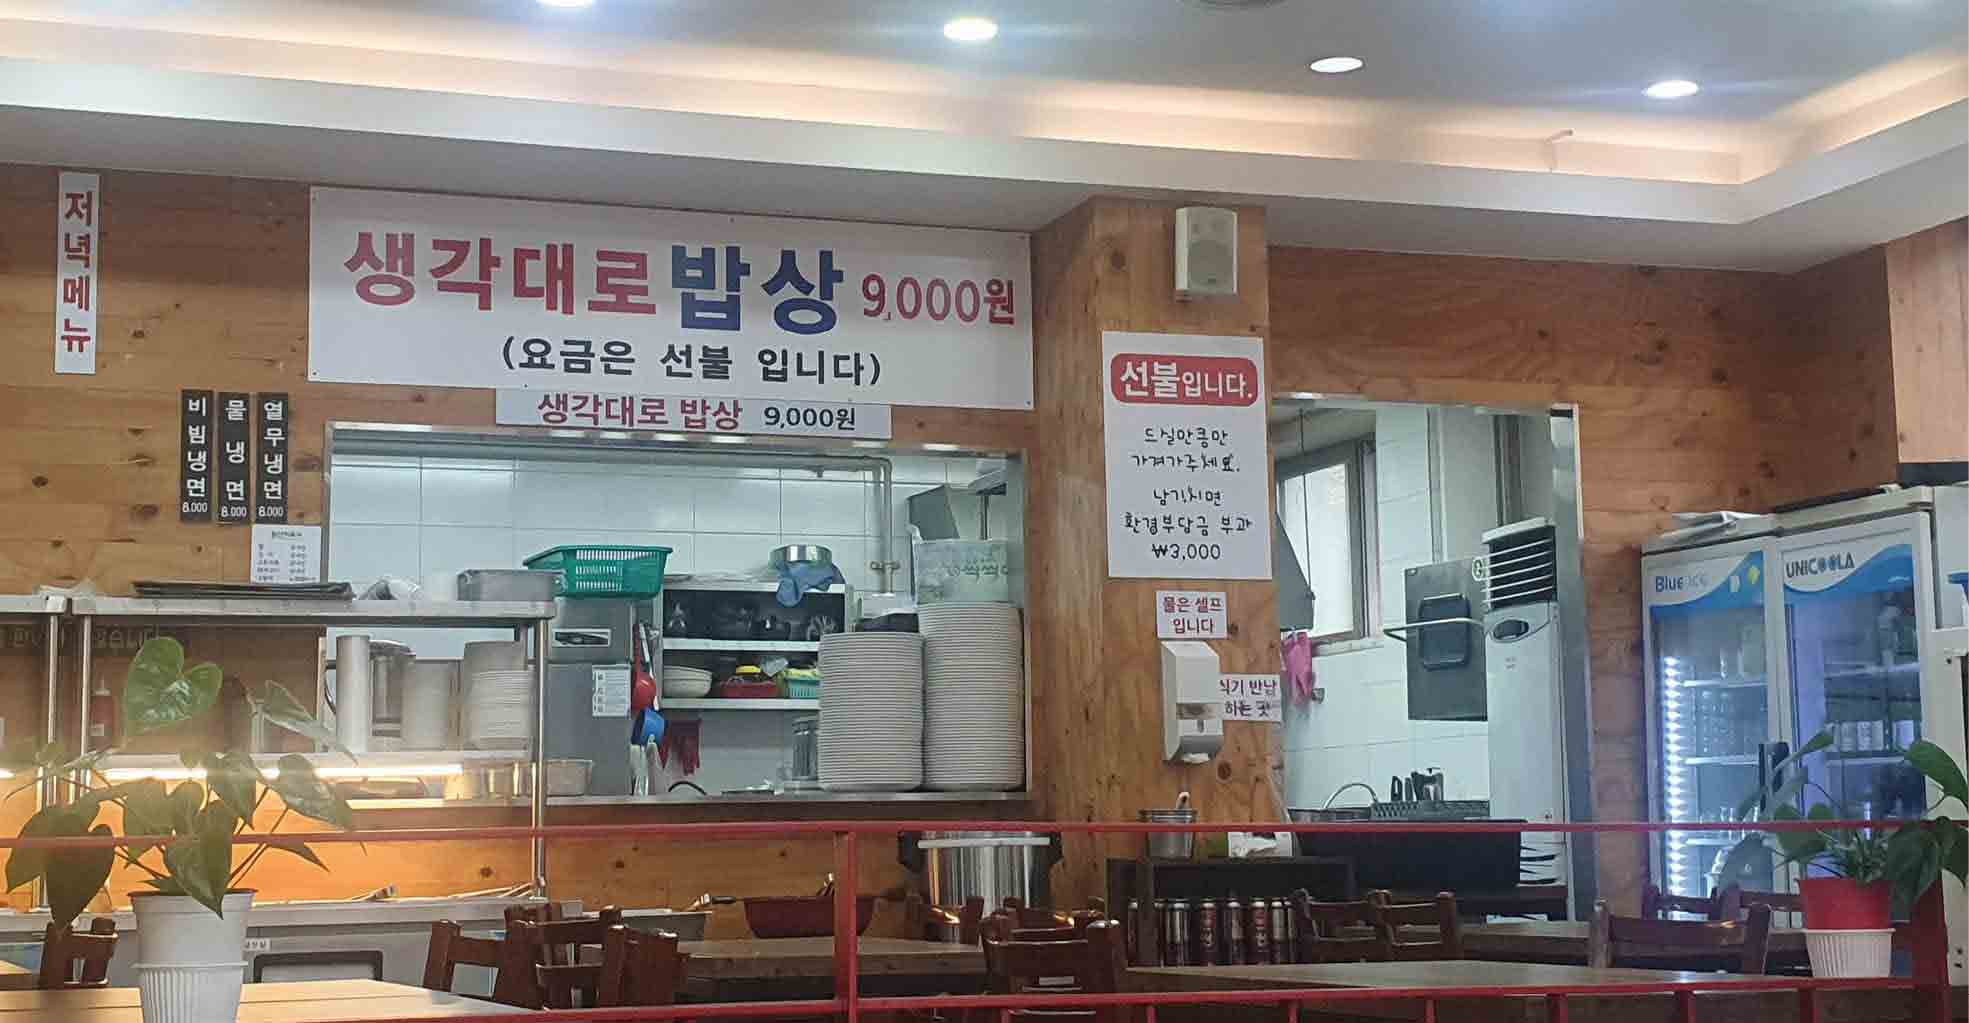 저녁메뉴
생각대로밥상 9,000원
(요금은 선불 입니다)
생각대로 밥상 9,000원
비빔냉면 8.000
물냉면 8.000
열무냉면 8.000
선불입니다.
드실만큼만
가져가주세요.
남기시면
환경부담금 부과
₩3,000
물은 셀프
입니다
식기 반납
하는 곳
Blue ice
UNICOOLA